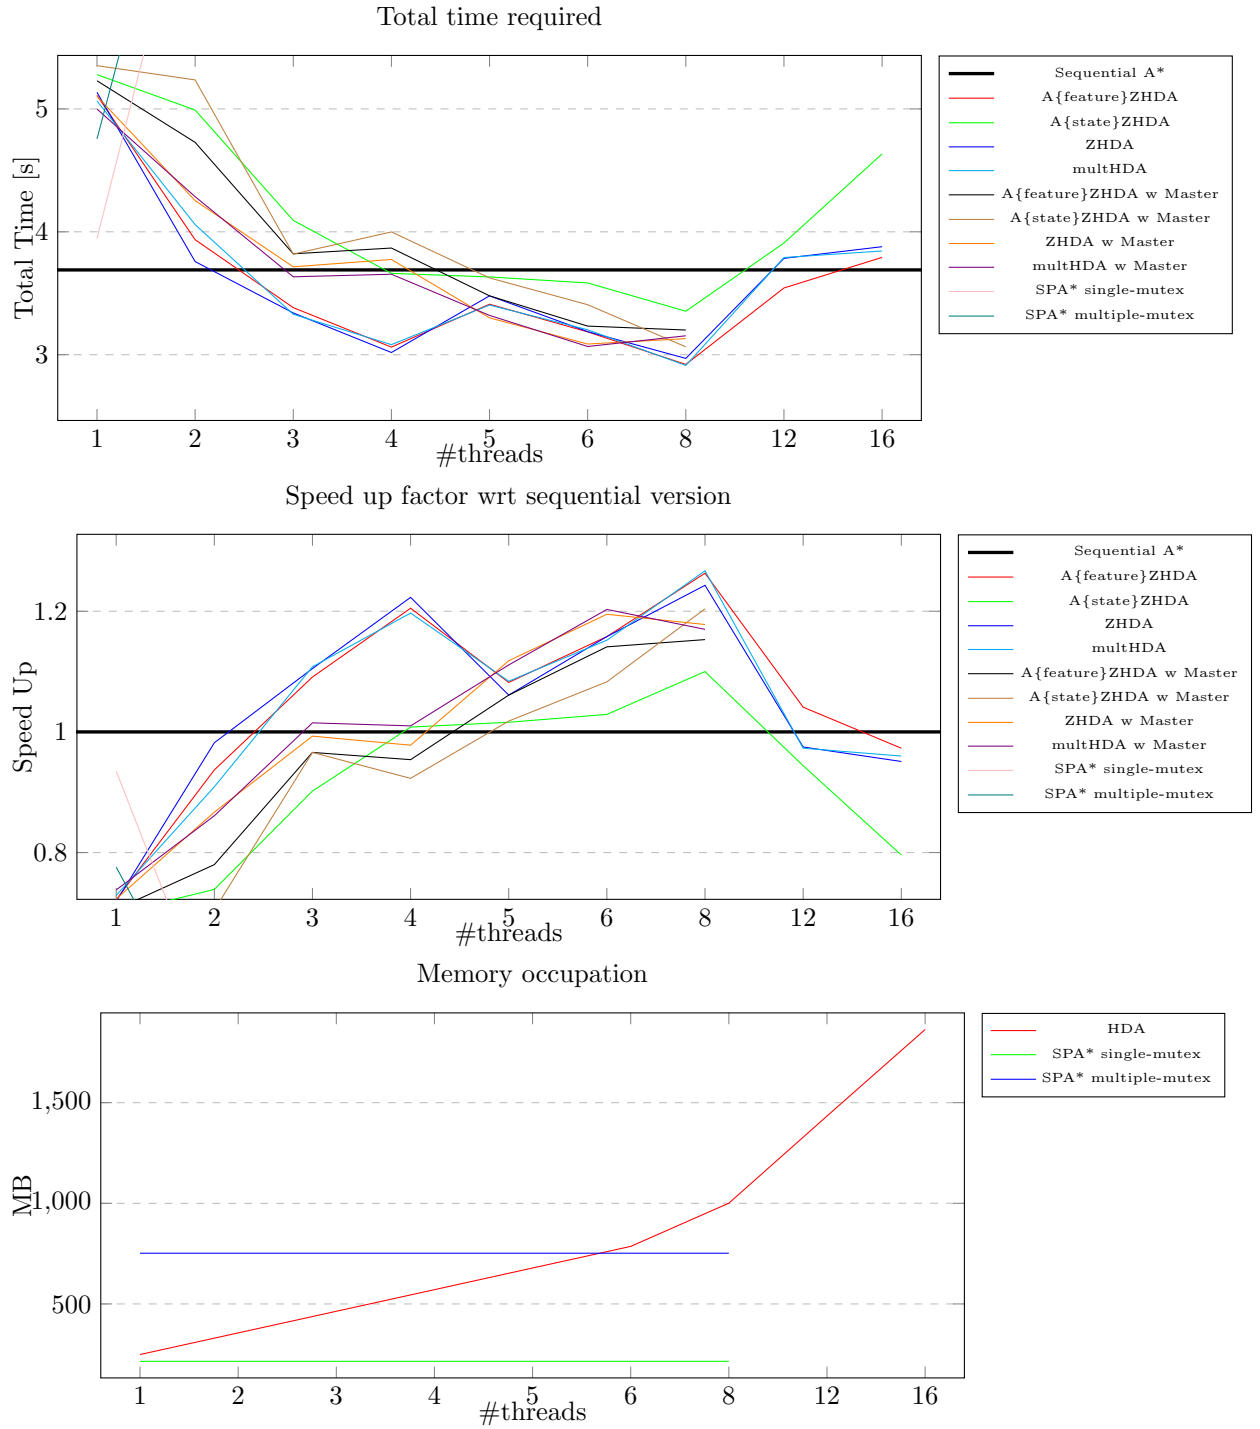 Total time required
5
4
3
Total Time [s]
1 2 3 4 5 6 8 12 16
#threads
Sequential A*
A{feature}ZHDA
A{state}ZHDA
ZHDA
multHDA
A{feature}ZHDA w Master
A{state}ZHDA w Master
ZHDA w Master
multHDA w Master
SPA* single-mutex
SPA* multiple-mutex
Speed up factor wrt sequential version
1.2
1
0.8
Speed Up
1 2 3 4 5 6 8 12 16
#threads
Sequential A*
A{feature}ZHDA
A{state}ZHDA
ZHDA
multHDA
A{feature}ZHDA w Master
A{state}ZHDA w Master
ZHDA w Master
multHDA w Master
SPA* single-mutex
SPA* multiple-mutex
Memory occupation
1,500
1,000
500
MB
1 2 3 4 5 6 8 12 16
#threads
HDA
SPA* single-mutex
SPA* multiple-mutex